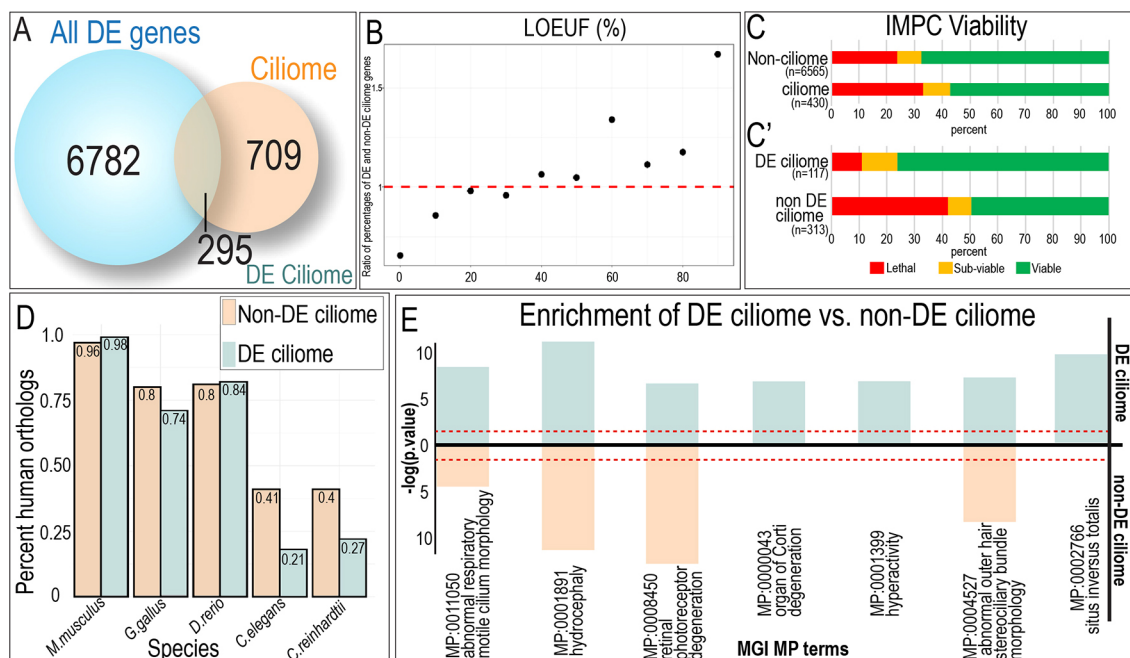 A
All DE genes
Ciliome
6782
709
295
DE Ciliome
B
LOEUF (%)
Ratio of percentages of DE and non-DE ciliome genes
1.5
1
0
20
40
60
80
C
IMPC Viability
Non-ciliome
(n=6565)
ciliome
(n=430)
0 10 20 30 40 50 60 70 80 90 100
percent
C'
DE ciliome
(n=117)
non DE
ciliome
(n=313)
0 10 20 30 40 50 60 70 80 90 100
percent
Lethal
Sub-viable
Viable
D
Non-DE ciliome
DE ciliome
Percent human orthologs
1.0
0.75
0.50
0.25
0
0.96
0.98
0.8
0.74
0.8
0.84
0.41
0.21
0.4
0.27
M.musculus
G.gallus
D.rerio
C.elegans
C.reinhardtii
Species
E
Enrichment of DE ciliome vs. non-DE ciliome
-log(p.value)
10
5
0
5
10
DE ciliome
non-DE ciliome
MP:0011050
abnormal respiratory
motile cilium morphology
MP:0001891
hydrocephaly
MP:0008450
retinal
photoreceptor
degeneration
MP:0000043
organ of Corti
degeneration
MP:0001399
hyperactivity
MP:0004527
abnormal outer hair
stereociliary bundle
morphology
MP:0002766
situs inversus totalis
MGI MP terms